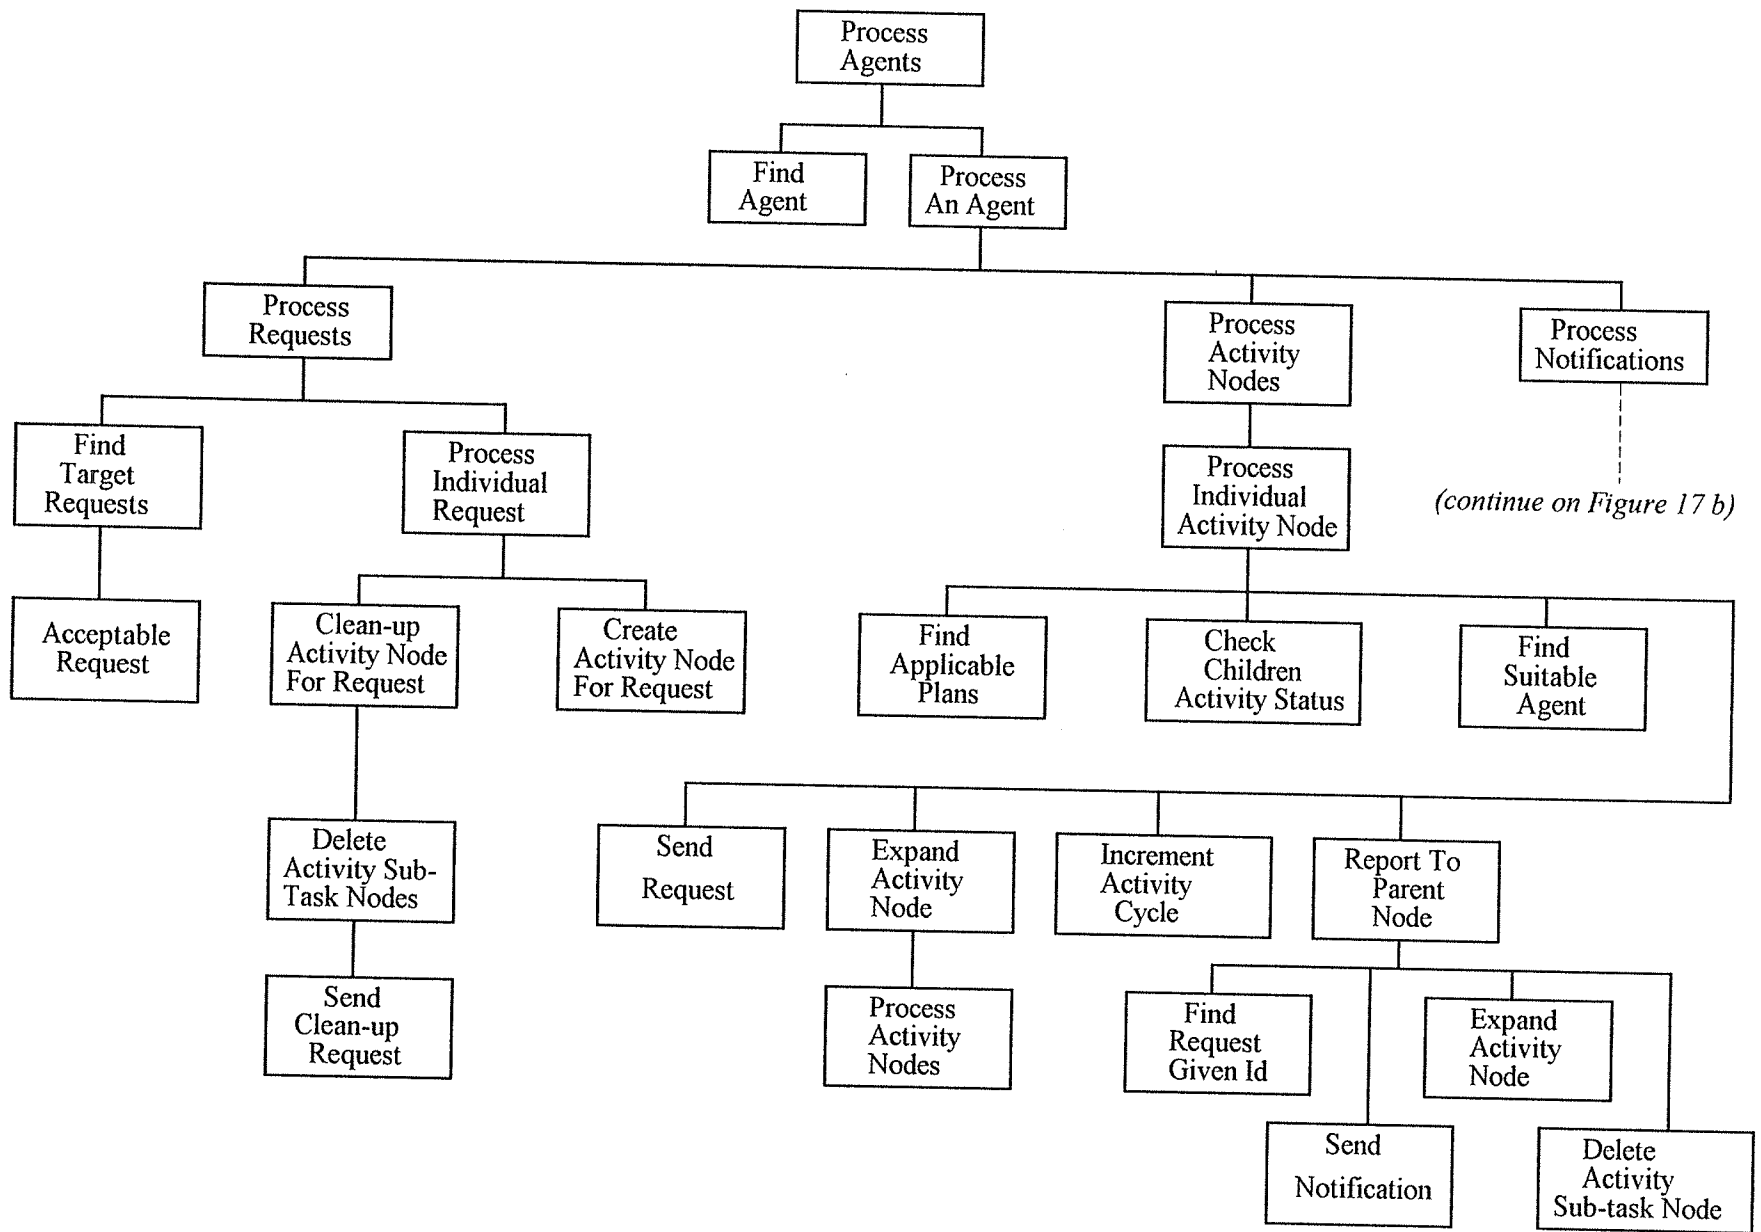 Process
Agents
Find
Agent
Process
An Agent
Process
Requests
Process
Activity
Nodes
Process
Notifications
Find
Target
Requests
Process
Individual
Request
Process
Individual
Activity Node
(continue on Figure 17 b)
Acceptable
Request
Clean-up
Activity Node
For Request
Create
Activity Node
For Request
Find
Applicable
Plans
Check
Children
Activity Status
Find
Suitable
Agent
Delete
Activity Sub-
Task Nodes
Send
Request
Expand
Activity
Node
Increment
Activity
Cycle
Report To
Parent
Node
Send
Clean-up
Request
Process
Activity
Nodes
Find
Request
Given Id
Expand
Activity
Node
Send
Notification
Delete
Activity
Sub-task Node